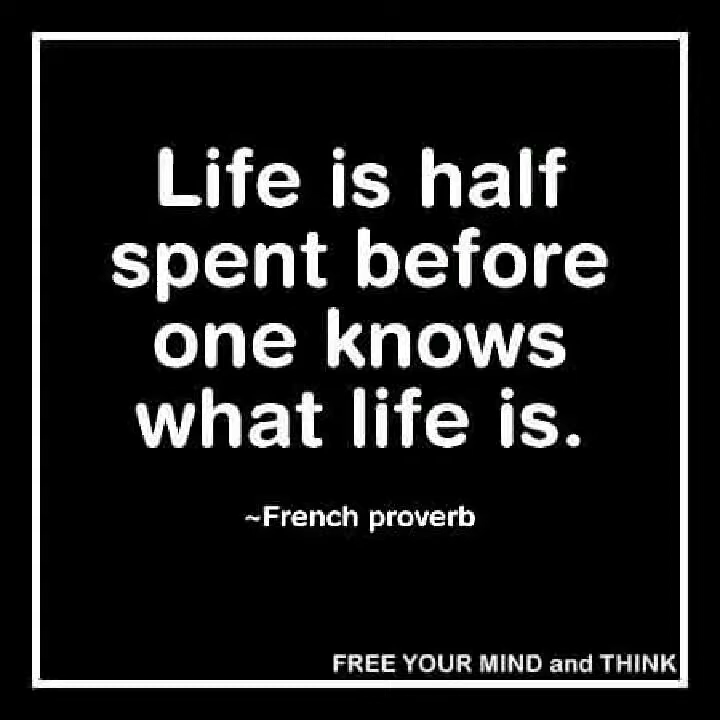 Life is half
spent before
one knows
what life is.
~French proverb
FREE YOUR MIND and THINK